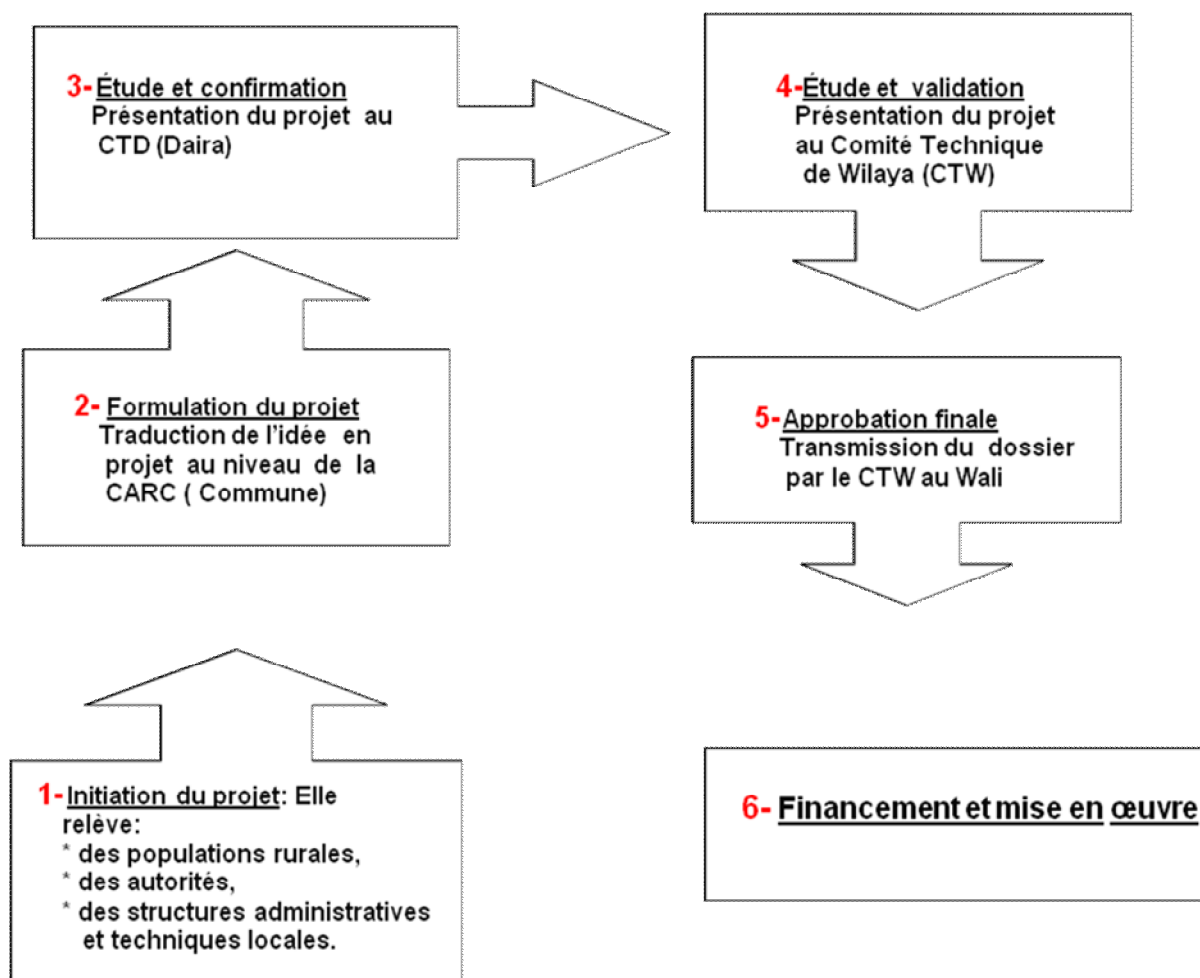 1- Initiation du projet: Elle
relève:
* des populations rurales,
* des autorités,
* des structures administratives
et techniques locales.
2- Formulation du projet
Traduction de l'idée en
projet au niveau de la
CARC ( Commune)
3- Étude et confirmation
Présentation du projet au
CTD (Daira)
4- Étude et validation
Présentation du projet
au Comité Technique
de Wilaya (CTW)
5- Approbation finale
Transmission du dossier
par le CTW au Wali
6- Financement et mise en œuvre